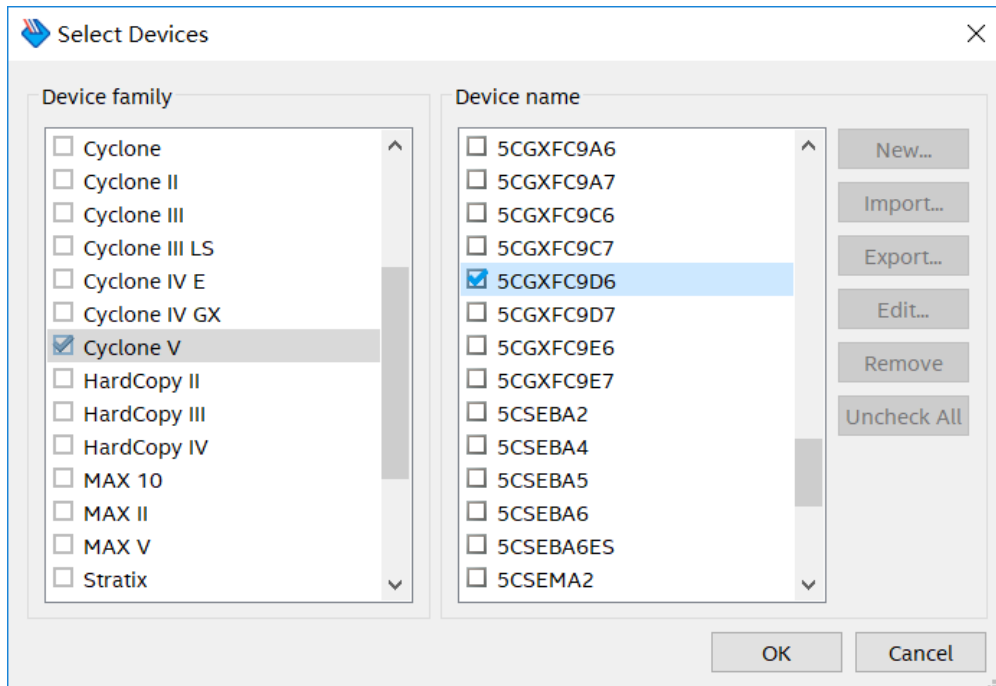 Select Devices
Device family
Cyclone
Cyclone II
Cyclone III
Cyclone III LS
Cyclone IV E
Cyclone IV GX
Cyclone V
HardCopy II
HardCopy III
HardCopy IV
MAX 10
MAX II
MAX V
Stratix
Device name
5CGXFC9A6
5CGXFC9A7
5CGXFC9C6
5CGXFC9C7
5CGXFC9D6
5CGXFC9D7
5CGXFC9E6
5CGXFC9E7
5CSEBA2
5CSEBA4
5CSEBA5
5CSEBA6
5CSEBA6ES
5CSEMA2
New...
Import...
Export...
Edit...
Remove
Uncheck All
OK
Cancel